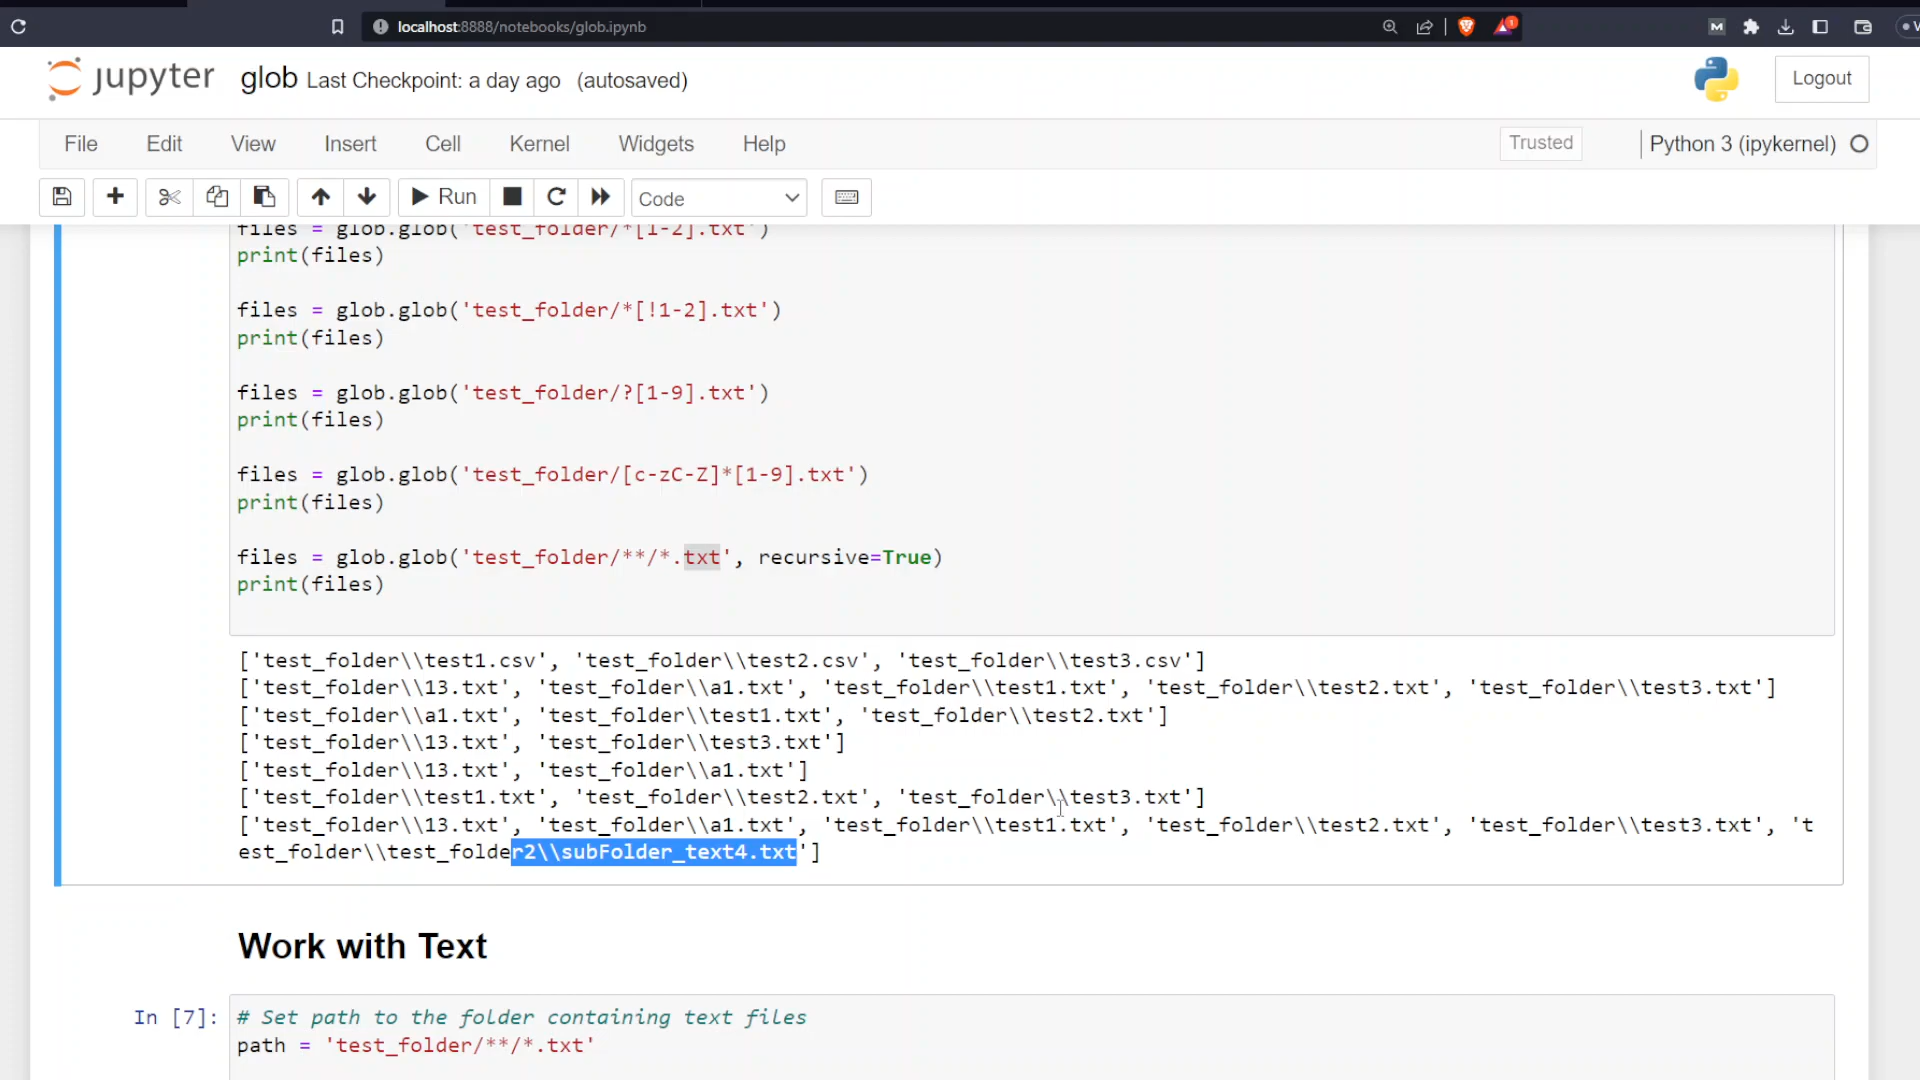 localhost:8888/notebooks/glob.ipynb
M
1
jupyter glob Last Checkpoint: a day ago (autosaved)
Logout
File Edit View Insert Cell Kernel Widgets Help
Trusted
Python 3 (ipykernel)
Run
Code
files = glob.glob('test_folder/*[1-2].txt')
print(files)
files = glob.glob('test_folder/*[!1-2].txt')
print(files)
files = glob.glob('test_folder/?[1-9].txt')
print(files)
files = glob.glob('test_folder/[c-zC-Z]*[1-9].txt')
print(files)
files = glob.glob('test_folder/**/*.txt', recursive=True)
print(files)
['test_folder\\test1.csv', 'test_folder\\test2.csv', 'test_folder\\test3.csv']
['test_folder\\13.txt', 'test_folder\\a1.txt', 'test_folder\\test1.txt', 'test_folder\\test2.txt', 'test_folder\\test3.txt']
['test_folder\\a1.txt', 'test_folder\\test1.txt', 'test_folder\\test2.txt']
['test_folder\\13.txt', 'test_folder\\test3.txt']
['test_folder\\13.txt', 'test_folder\\a1.txt']
['test_folder\\test1.txt', 'test_folder\\test2.txt', 'test_folder\\test3.txt']
['test_folder\\13.txt', 'test_folder\\a1.txt', 'test_folder\\test1.txt', 'test_folder\\test2.txt', 'test_folder\\test3.txt', 't
est_folder\\test_folder2\\subFolder_text4.txt']
Work with Text
In [7]:
# Set path to the folder containing text files
path = 'test_folder/**/*.txt'